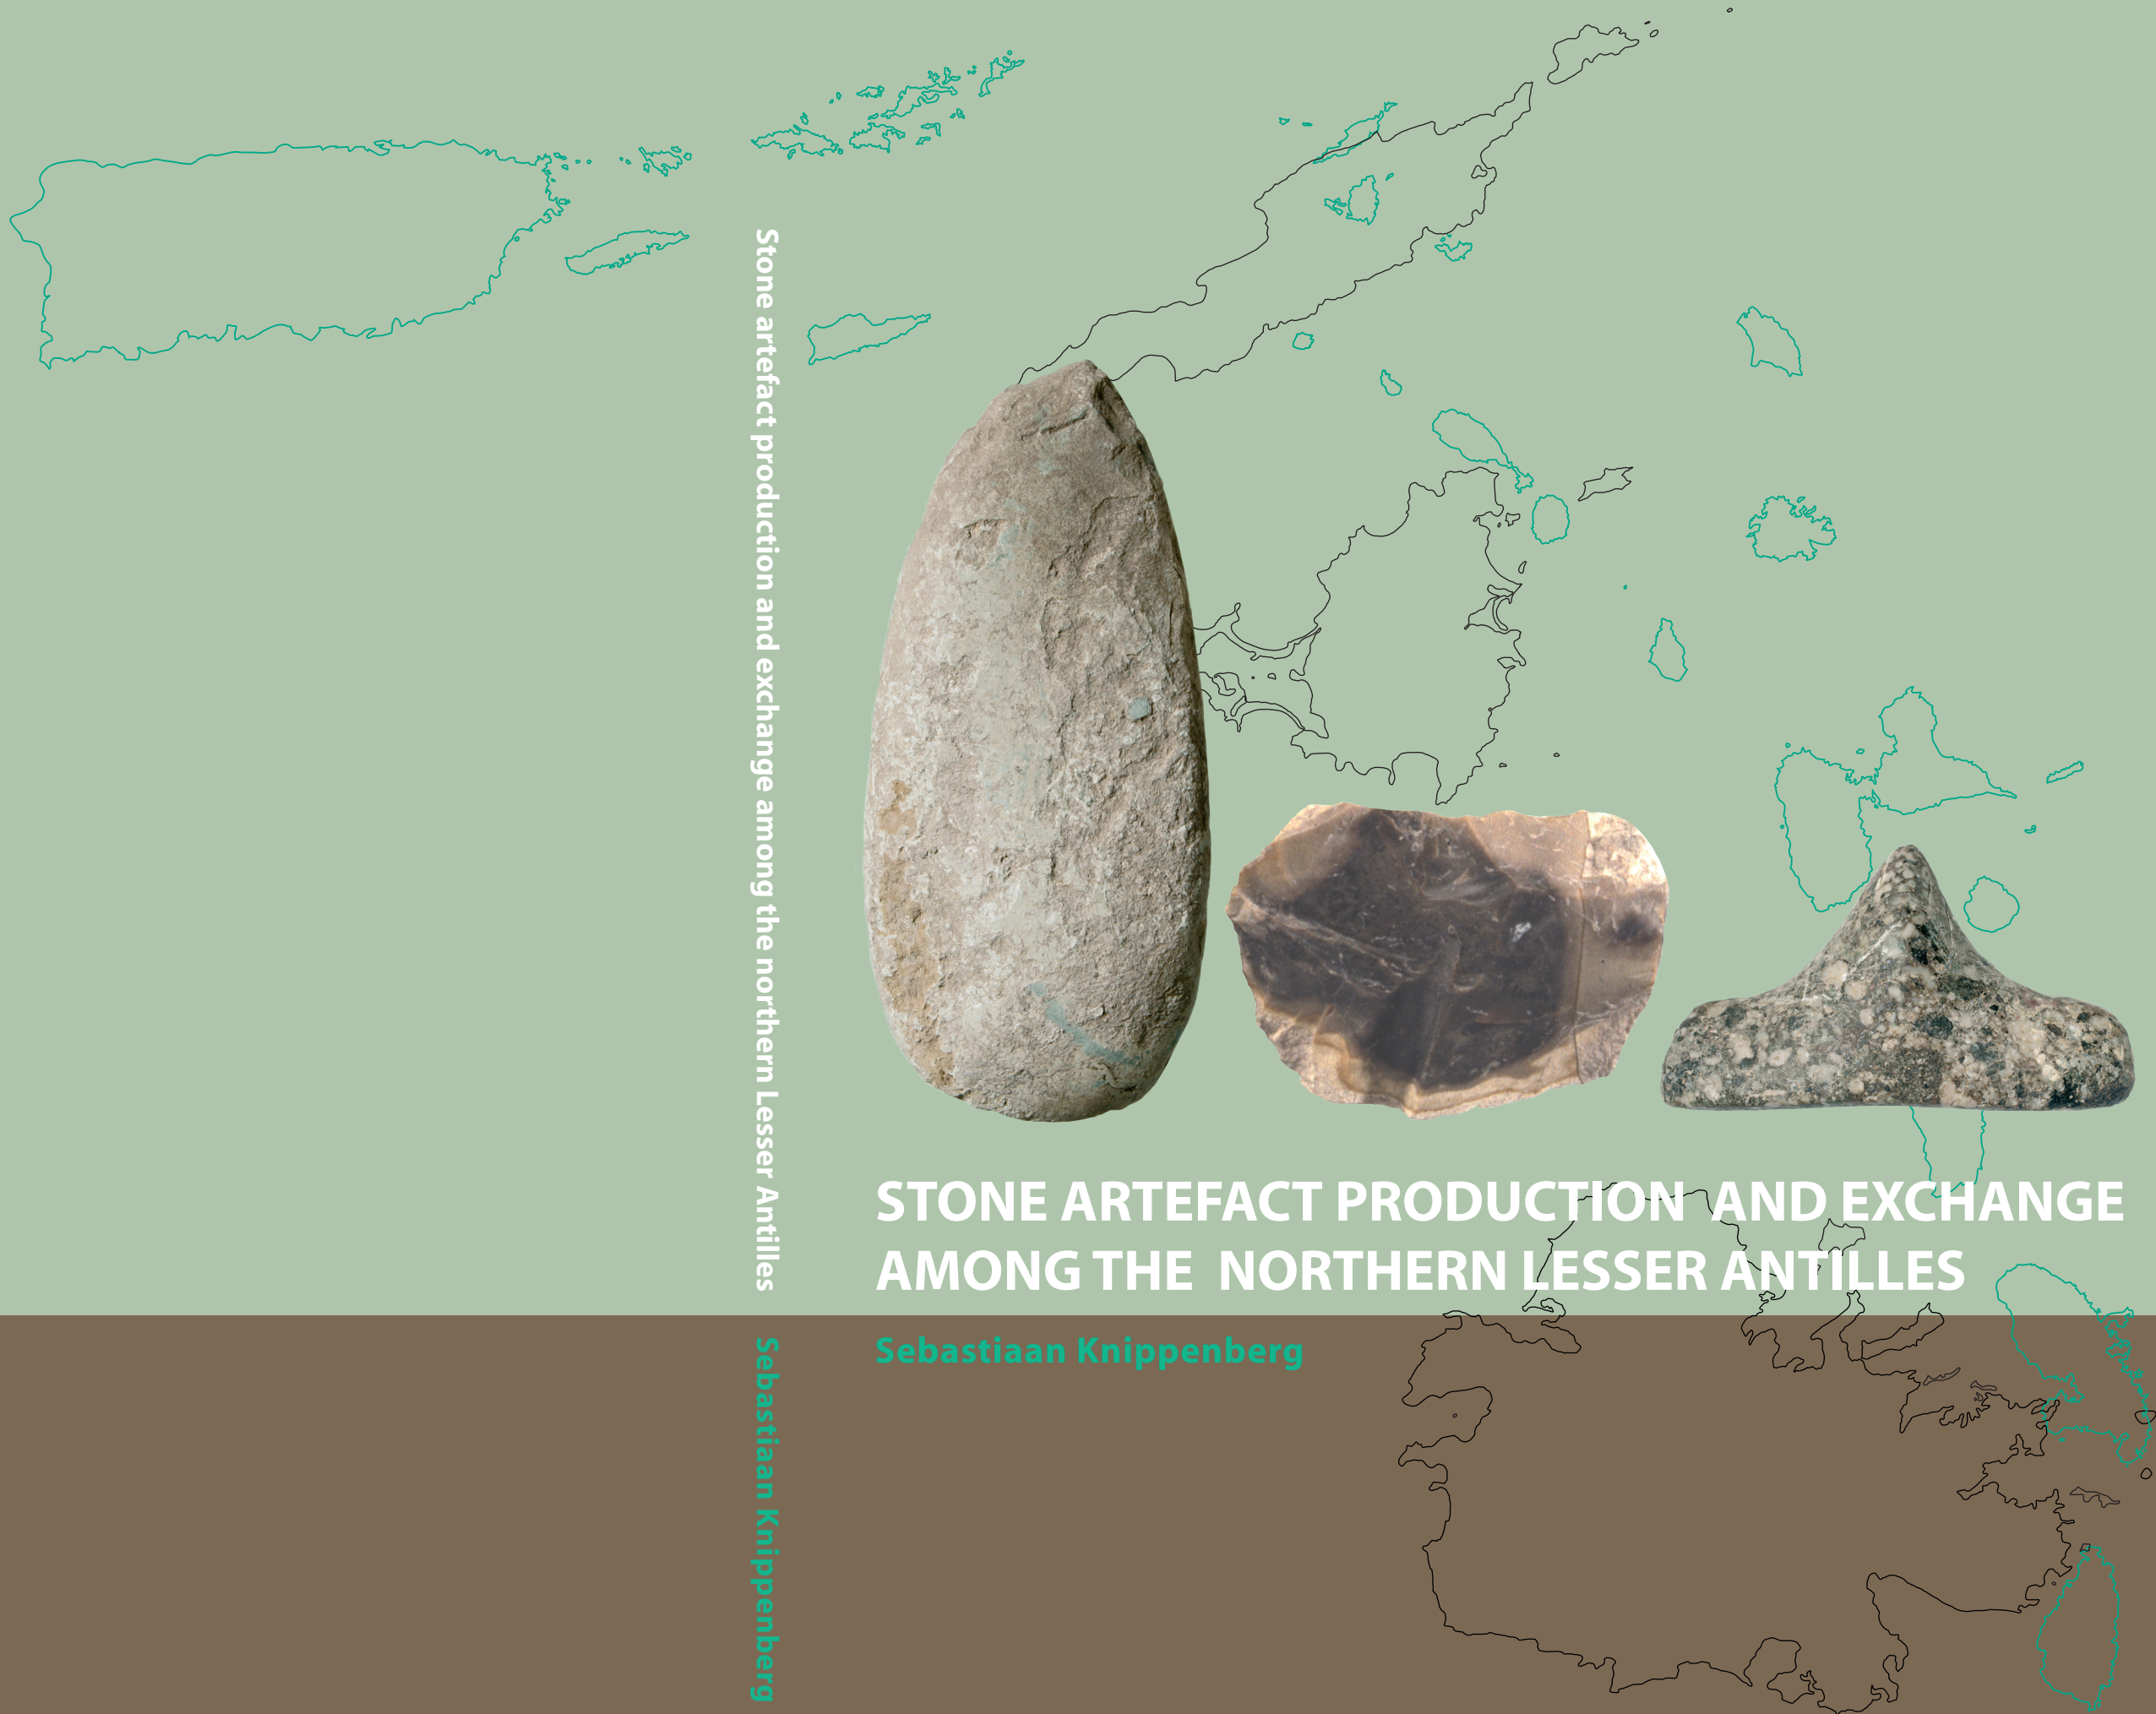 Stone artefact production and exchange among the northern Lesser Antilles
Sebastiaan Knippenberg
STONE ARTEFACT PRODUCTION AND EXCHANGE
AMONG THE NORTHERN LESSER ANTILLES
Sebastiaan Knippenberg